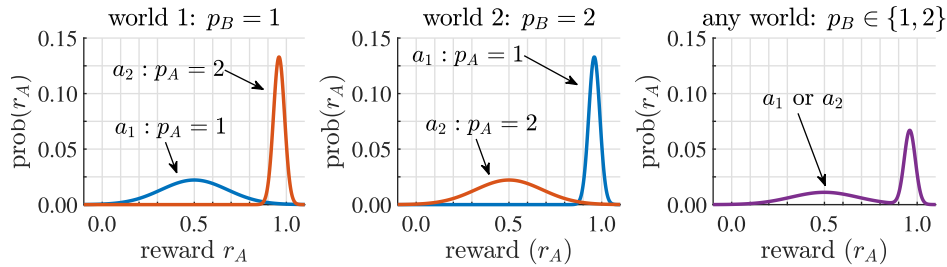 world 1: p_B = 1
world 2: p_B = 2
any world: p_B ∈ {1, 2}
prob(r_A)
0.15
0.10
0.05
0.00
a_2 : p_A = 2
a_1 : p_A = 1
0.0 0.5 1.0
reward r_A
prob(r_A)
0.15
0.10
0.05
0.00
a_1 : p_A = 1
a_2 : p_A = 2
0.0 0.5 1.0
reward (r_A)
prob(r_A)
0.15
0.10
0.05
0.00
a_1 or a_2
0.0 0.5 1.0
reward (r_A)